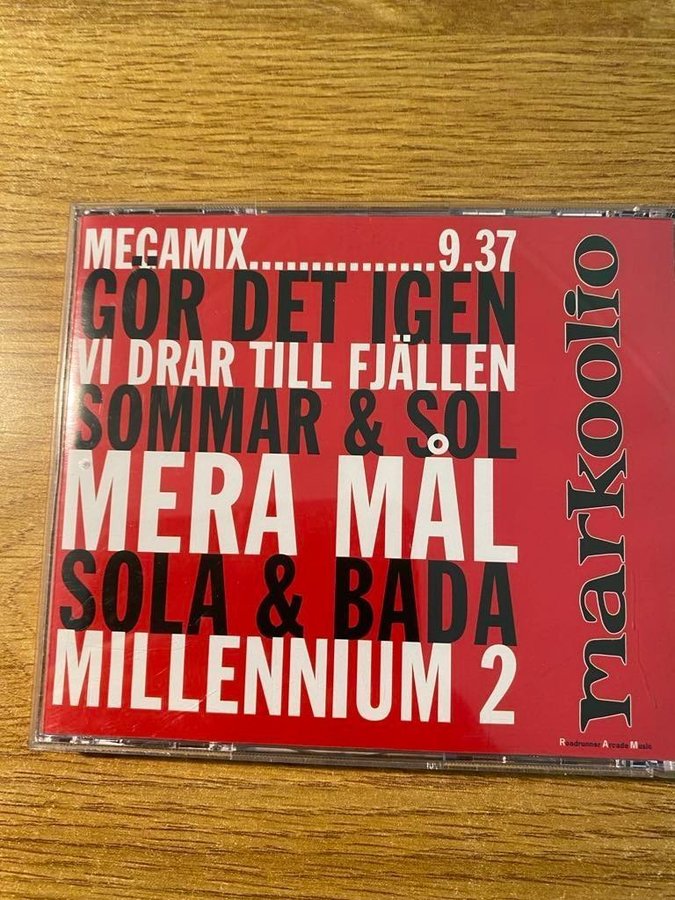 MEGAMIX...............9.37
GÖR DET IGEN
VI DRAR TILL FJÄLLEN
SOMMAR & SOL
MERA MÅL
SOLA & BADA
MILLENNIUM 2
markoolio
Roadrunner Arcade Music